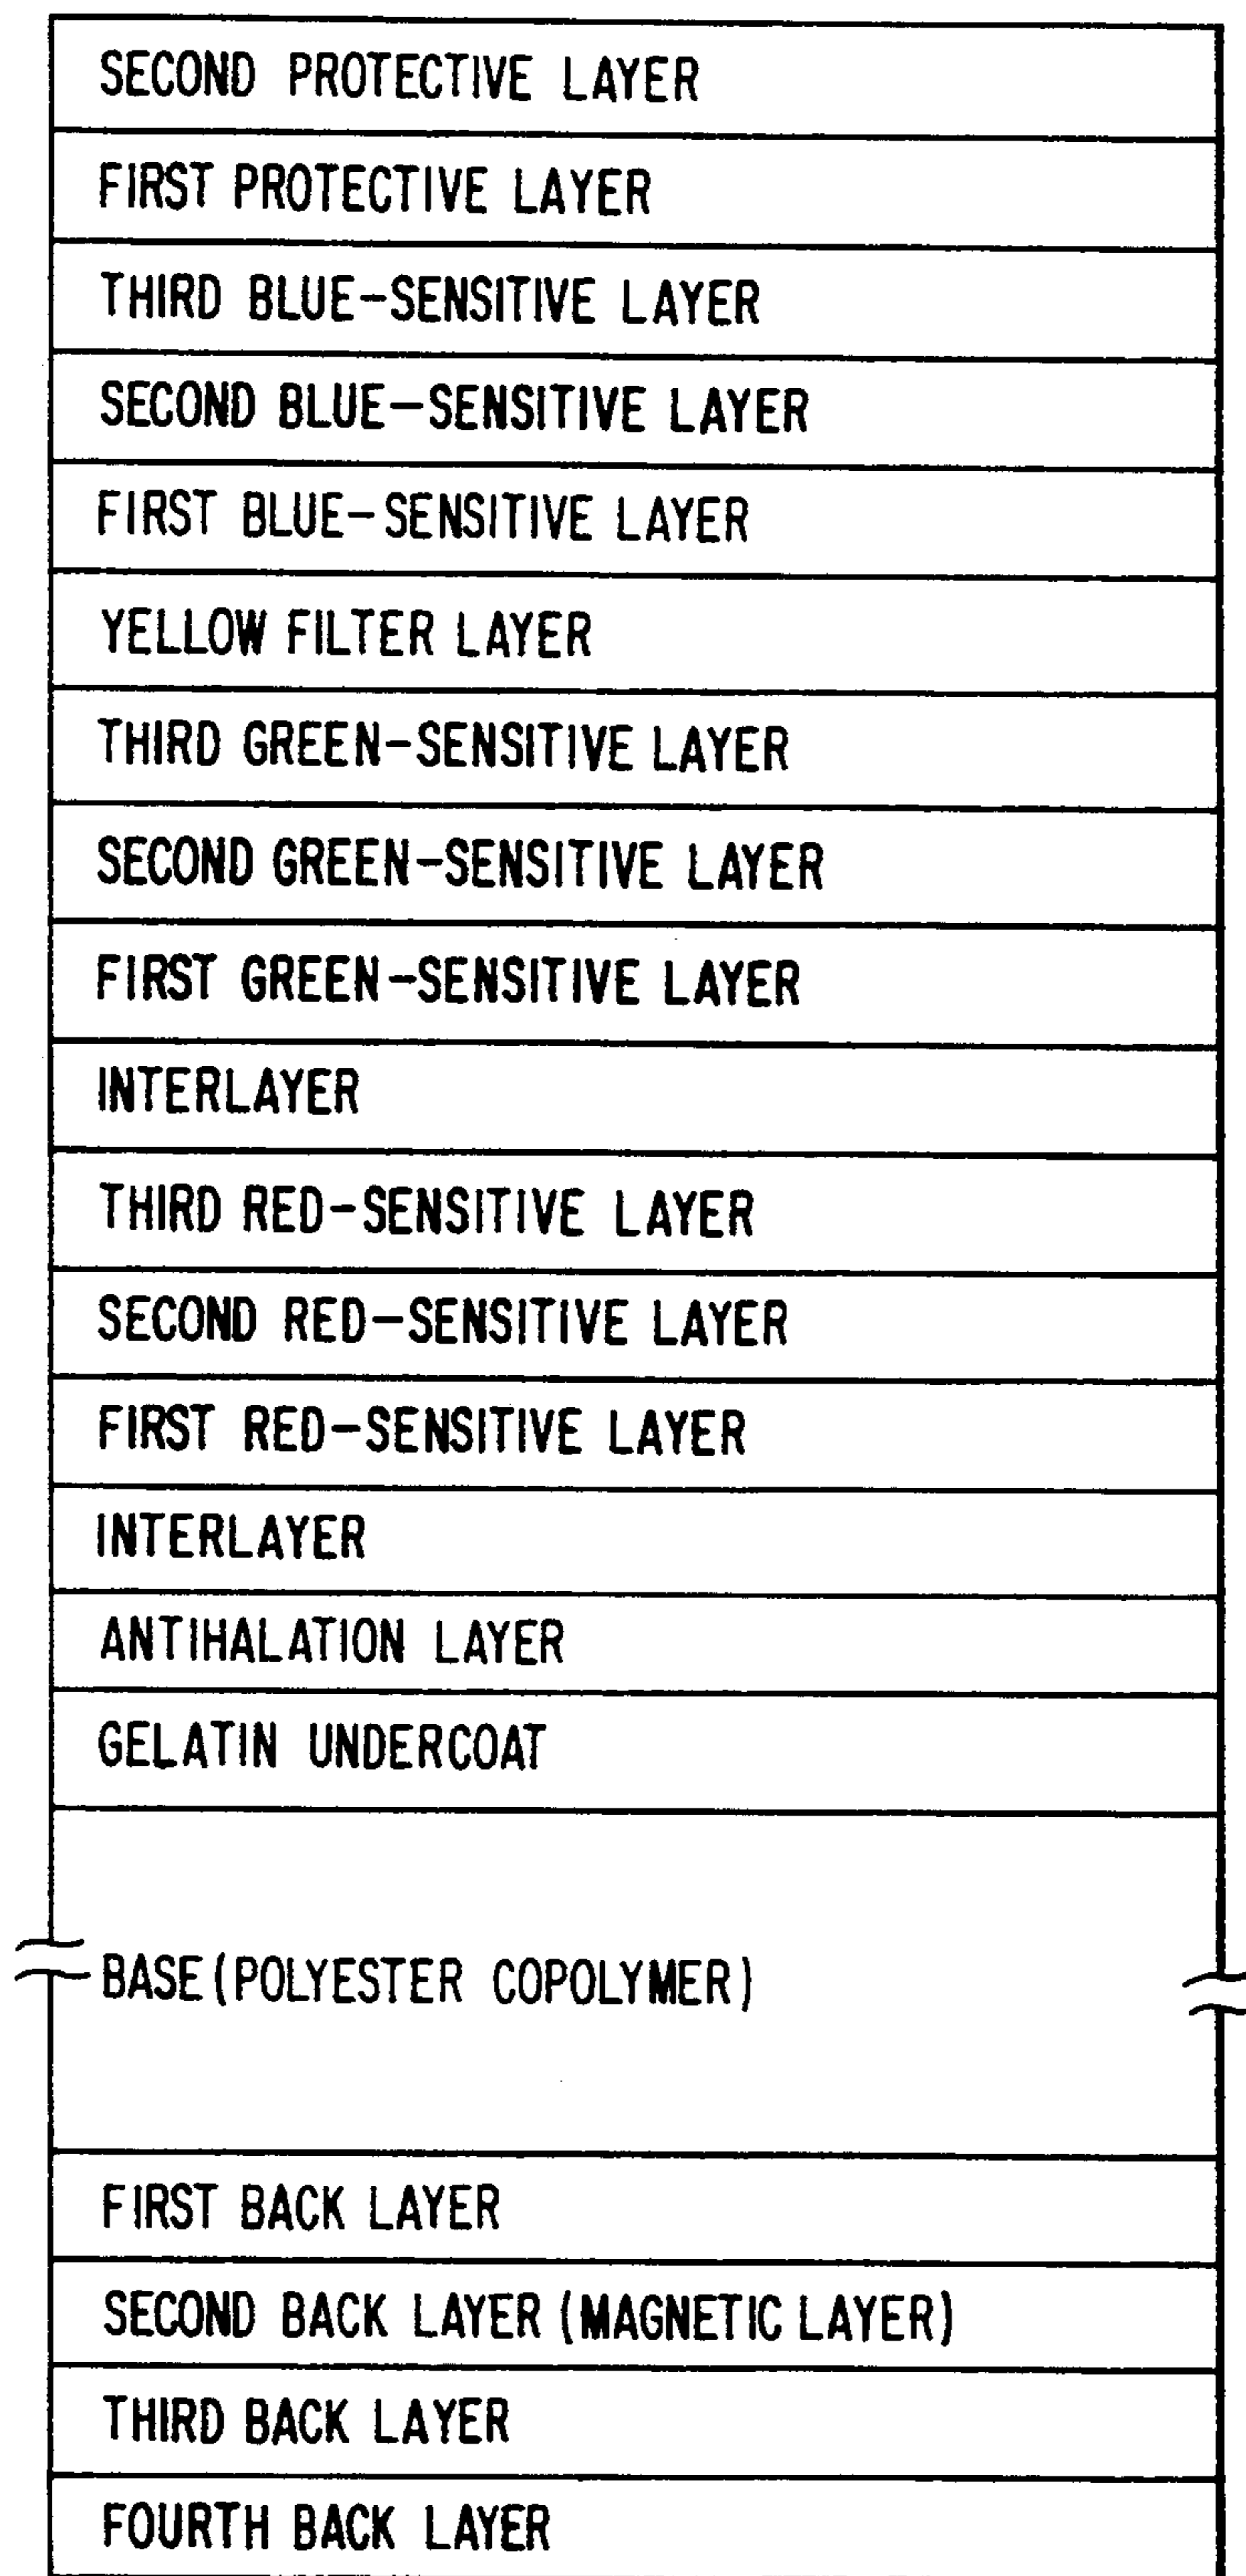 SECOND PROTECTIVE LAYER
FIRST PROTECTIVE LAYER
THIRD BLUE-SENSITIVE LAYER
SECOND BLUE-SENSITIVE LAYER
FIRST BLUE-SENSITIVE LAYER
YELLOW FILTER LAYER
THIRD GREEN-SENSITIVE LAYER
SECOND GREEN-SENSITIVE LAYER
FIRST GREEN-SENSITIVE LAYER
INTERLAYER
THIRD RED-SENSITIVE LAYER
SECOND RED-SENSITIVE LAYER
FIRST RED-SENSITIVE LAYER
INTERLAYER
ANTIHALATION LAYER
GELATIN UNDERCOAT
BASE (POLYESTER COPOLYMER)
FIRST BACK LAYER
SECOND BACK LAYER (MAGNETIC LAYER)
THIRD BACK LAYER
FOURTH BACK LAYER